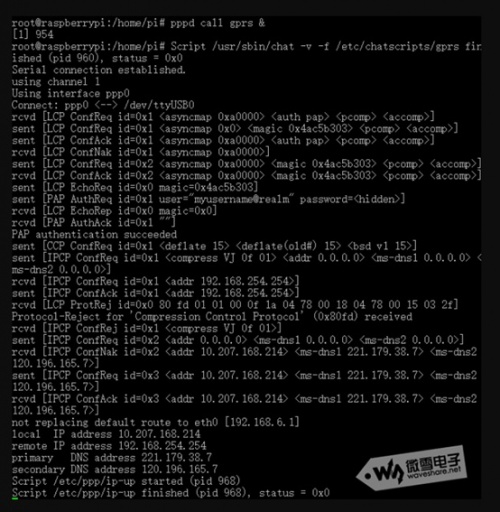 root@raspberrypi:/home/pi# pppd call gprs &
[1] 954
root@raspberrypi:/home/pi# Script /usr/sbin/chat -v -f /etc/chatscripts/gprs fin
ished (pid 960), status = 0x0
Serial connection established.
using channel 1
Using interface ppp0
Connect: ppp0 <--> /dev/ttyUSB0
rcvd [LCP ConfReq id=0x1 <asyncmap 0xa0000> <auth pap> <pcomp> <accomp>]
sent [LCP ConfReq id=0x1 <asyncmap 0x0> <magic 0x4ac5b303> <pcomp> <accomp>]
sent [LCP ConfAck id=0x1 <asyncmap 0xa0000> <auth pap> <pcomp> <accomp>]
rcvd [LCP ConfNak id=0x1 <asyncmap 0xa0000>]
sent [LCP ConfReq id=0x2 <asyncmap 0xa0000> <magic 0x4ac5b303> <pcomp> <accomp>]
rcvd [LCP ConfAck id=0x2 <asyncmap 0xa0000> <magic 0x4ac5b303> <pcomp> <accomp>]
sent [LCP EchoReq id=0x0 magic=0x4ac5b303]
sent [PAP AuthReq id=0x1 user="myusername@realm" password=<hidden>]
rcvd [LCP EchoRep id=0x0 magic=0x0]
rcvd [PAP AuthAck id=0x1 ""]
PAP authentication succeeded
sent [CCP ConfReq id=0x1 <deflate 15> <deflate(old#) 15> <bsd v1 15>]
sent [IPCP ConfReq id=0x1 <compress VJ 0f 01> <addr 0.0.0.0> <ms-dns1 0.0.0.0> <
ms-dns2 0.0.0.0>]
rcvd [IPCP ConfReq id=0x1 <addr 192.168.254.254>]
sent [IPCP ConfAck id=0x1 <addr 192.168.254.254>]
rcvd [LCP ProtRej id=0x0 80 fd 01 01 00 0f 1a 04 78 00 18 04 78 00 15 03 2f]
Protocol-Reject for 'Compression Control Protocol' (0x80fd) received
rcvd [IPCP ConfRej id=0x1 <compress VJ 0f 01>]
sent [IPCP ConfReq id=0x2 <addr 0.0.0.0> <ms-dns1 0.0.0.0> <ms-dns2 0.0.0.0>]
rcvd [IPCP ConfNak id=0x2 <addr 10.207.168.214> <ms-dns1 221.179.38.7> <ms-dns2
120.196.165.7>]
sent [IPCP ConfReq id=0x3 <addr 10.207.168.214> <ms-dns1 221.179.38.7> <ms-dns2
120.196.165.7>]
rcvd [IPCP ConfAck id=0x3 <addr 10.207.168.214> <ms-dns1 221.179.38.7> <ms-dns2
120.196.165.7>]
not replacing default route to eth0 [192.168.6.1]
local  IP address 10.207.168.214
remote IP address 192.168.254.254
primary   DNS address 221.179.38.7
secondary DNS address 120.196.165.7
Script /etc/ppp/ip-up started (pid 968)
Script /etc/ppp/ip-up finished (pid 968), status = 0x0
微雪电子
waveshare.net